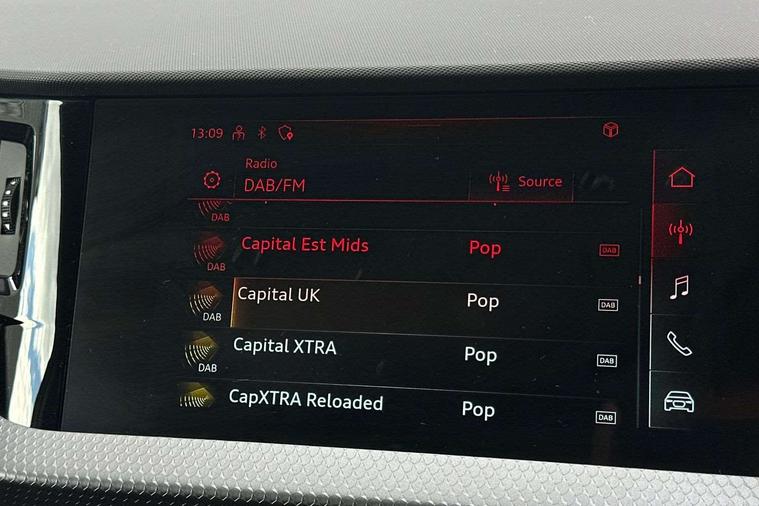 13:09
Radio
DAB/FM
Source
DAB
Capital Est Mids Pop DAB
DAB
Capital UK Pop DAB
DAB
Capital XTRA Pop DAB
DAB
CapXTRA Reloaded Pop DAB